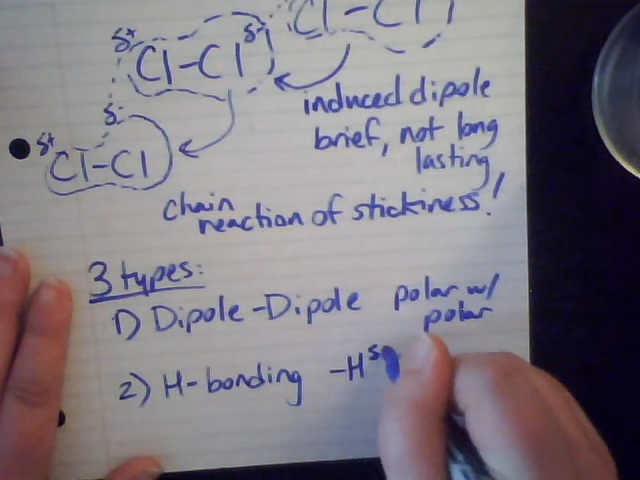 Cl-Cl
δ+ Cl-Cl δ-
induced dipole
brief, not long
lasting
δ-
δ+ Cl-Cl
chain
reaction of stickiness!
3 types:
1) Dipole-Dipole polar w/
polar
2) H-bonding -H